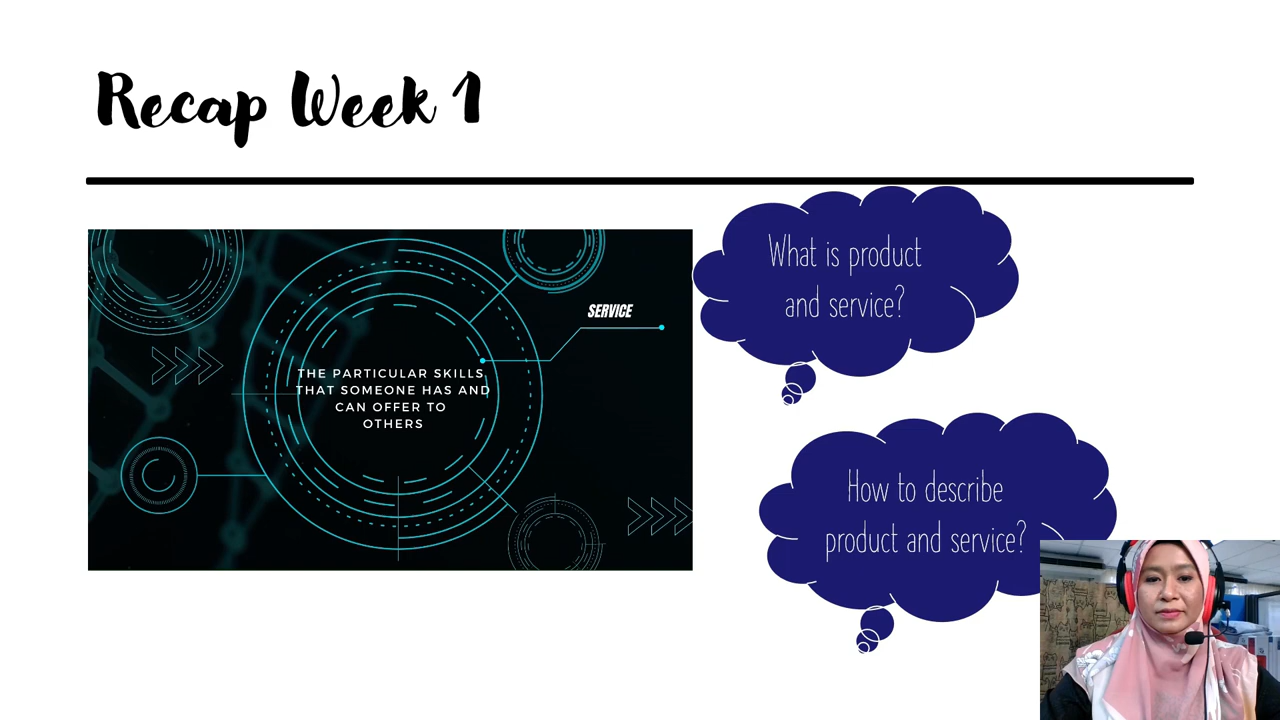 Recap Week 1
SERVICE
THE PARTICULAR SKILLS
THAT SOMEONE HAS AND
CAN OFFER TO
OTHERS
What is product
and service?
How to describe
product and service?